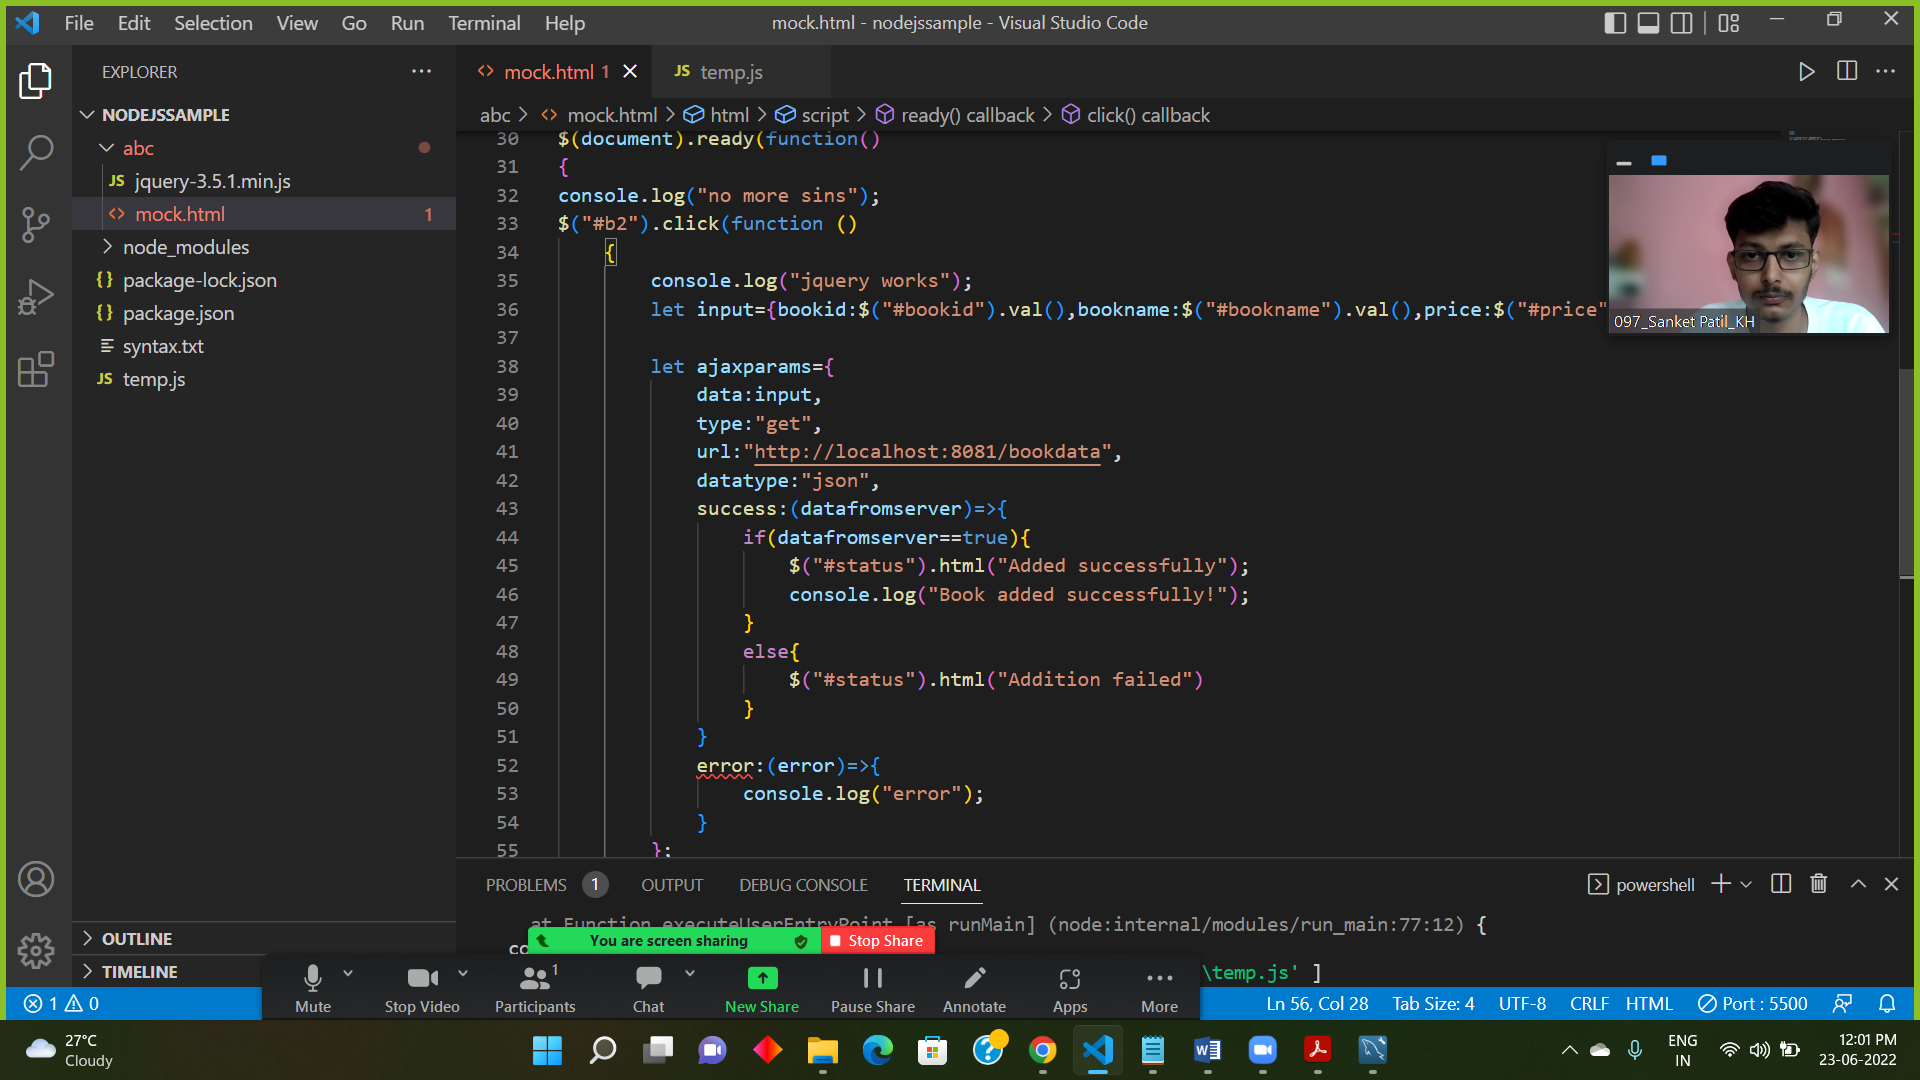 File Edit Selection View Go Run Terminal Help
mock.html - nodejssample - Visual Studio Code
EXPLORER
NODEJSSAMPLE
abc
JS jquery-3.5.1.min.js
<> mock.html 1
node_modules
{} package-lock.json
{} package.json
syntax.txt
JS temp.js
OUTLINE
TIMELINE
<> mock.html 1
JS temp.js
abc > <> mock.html > html > script > ready() callback > click() callback
30 $(document).ready(function()
31 {
32 console.log("no more sins");
33 $("#b2").click(function ()
34 {
35 console.log("jquery works");
36 let input={bookid:$("#bookid").val(),bookname:$("#bookname").val(),price:$("#price"
37
38 let ajaxparams={
39 data:input,
40 type:"get",
41 url:"http://localhost:8081/bookdata",
42 datatype:"json",
43 success:(datafromserver)=>{
44 if(datafromserver==true){
45 $("#status").html("Added successfully");
46 console.log("Book added successfully!");
47 }
48 else{
49 $("#status").html("Addition failed")
50 }
51 }
52 error:(error)=>{
53 console.log("error");
54 }
55 };
097_Sanket Patil_KH
PROBLEMS 1 OUTPUT DEBUG CONSOLE TERMINAL
powershell
at Function.executeUserEntryPoint [as runMain] (node:internal/modules/run_main:77:12) {
co
\temp.js' ]
You are screen sharing
Stop Share
1
Mute Stop Video Participants Chat New Share Pause Share Annotate Apps More
1 0
Ln 56, Col 28 Tab Size: 4 UTF-8 CRLF HTML Port : 5500
27°C
Cloudy
ENG
IN
12:01 PM
23-06-2022